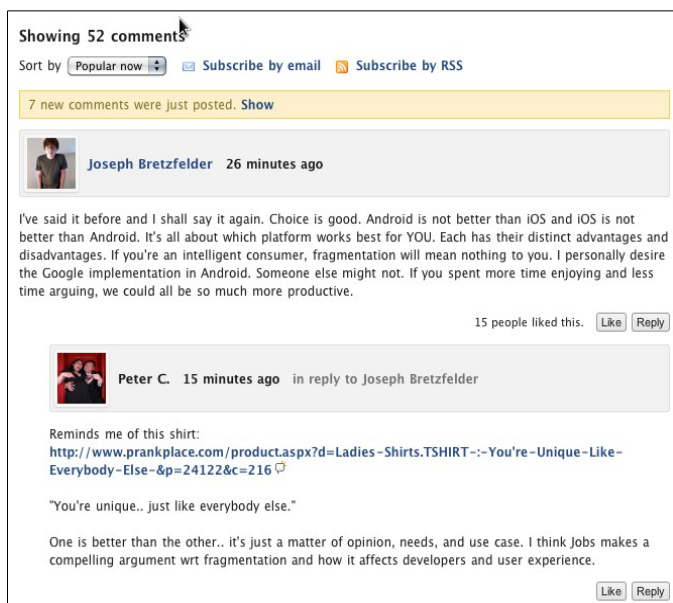 Showing 52 comments
Sort by Popular now Subscribe by email Subscribe by RSS
7 new comments were just posted. Show
Joseph Bretzfelder 26 minutes ago
I've said it before and I shall say it again. Choice is good. Android is not better than iOS and iOS is not
better than Android. It's all about which platform works best for YOU. Each has their distinct advantages and
disadvantages. If you're an intelligent consumer, fragmentation will mean nothing to you. I personally desire
the Google implementation in Android. Someone else might not. If you spent more time enjoying and less
time arguing, we could all be so much more productive.
15 people liked this. Like Reply
Peter C. 15 minutes ago in reply to Joseph Bretzfelder
Reminds me of this shirt:
http://www.prankplace.com/product.aspx?d=Ladies-Shirts.TSHIRT-:-You're-Unique-Like-
Everybody-Else-&p=24122&c=216
"You're unique.. just like everybody else."
One is better than the other.. it's just a matter of opinion, needs, and use case. I think Jobs makes a
compelling argument wrt fragmentation and how it affects developers and user experience.
Like Reply